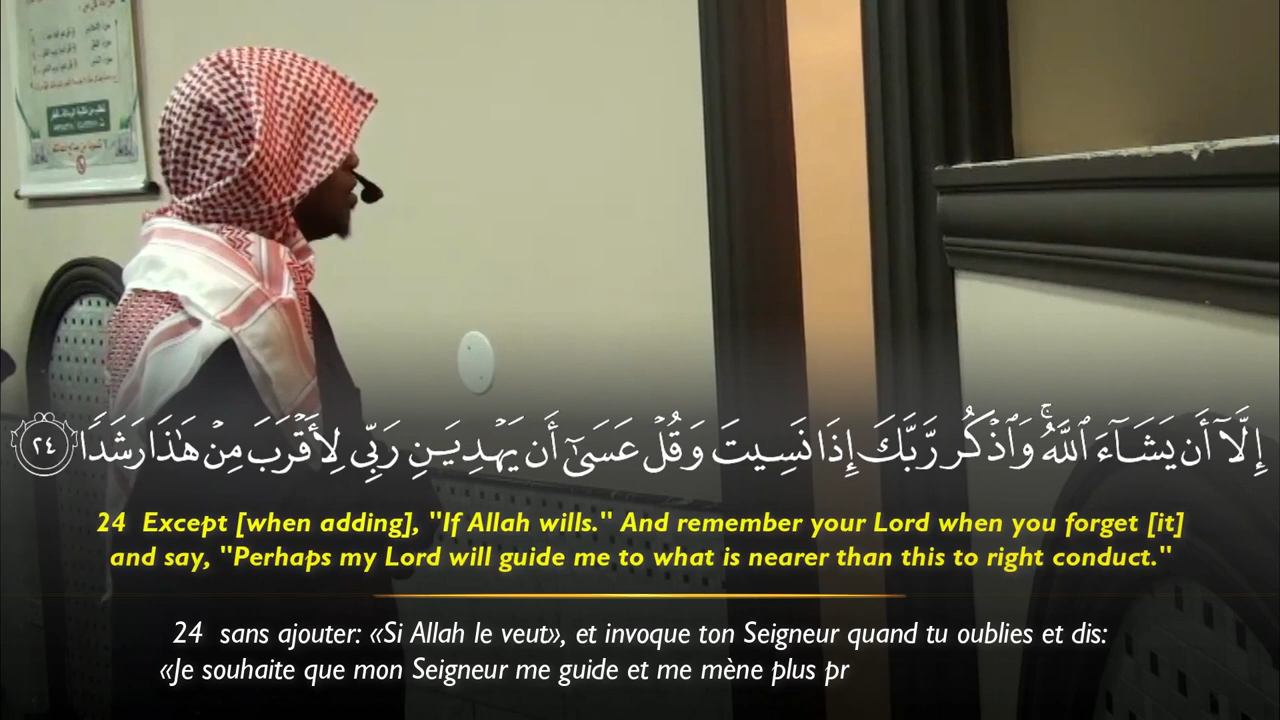 إِلَّآ أَن يَشَآءَ ٱللَّهُۚ وَٱذْكُر رَّبَّكَ إِذَا نَسِيتَ وَقُلْ عَسَىٰٓ أَن يَهْدِيَنِ رَبِّى لِأَقْرَبَ مِنْ هَٰذَا رَشَدًا ٢٤
24 Except [when adding], "If Allah wills." And remember your Lord when you forget [it]
and say, "Perhaps my Lord will guide me to what is nearer than this to right conduct."
24 sans ajouter: «Si Allah le veut», et invoque ton Seigneur quand tu oublies et dis:
«Je souhaite que mon Seigneur me guide et me mène plus pr